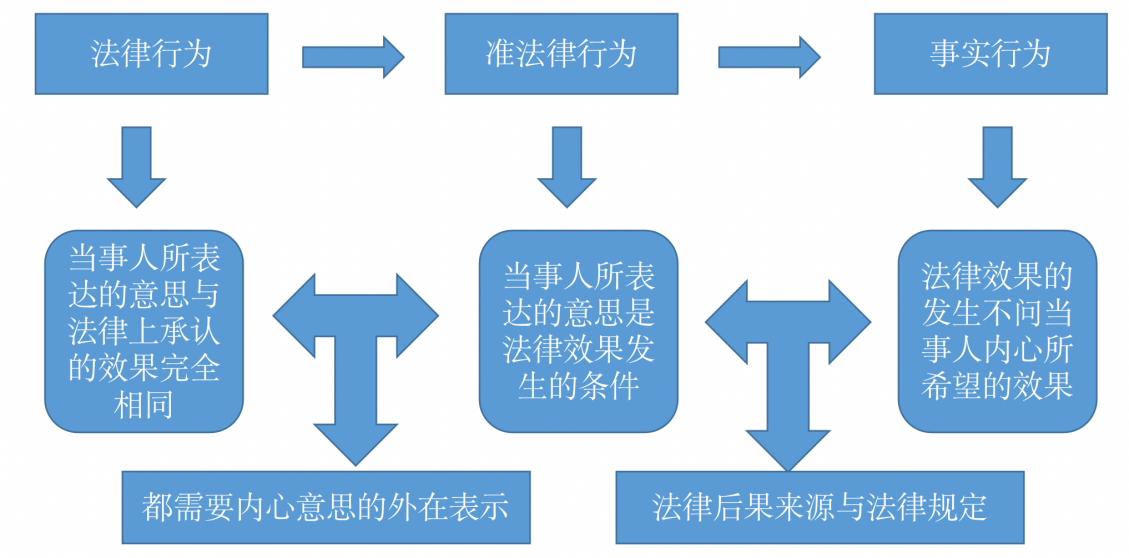 法律行为
准法律行为
事实行为
当事人所表
达的意思与
法律上承认
的效果完全
相同
当事人所表
达的意思是
法律效果发
生的条件
法律效果的
发生不问当
事人内心所
希望的效果
都需要内心意思的外在表示
法律后果来源与法律规定